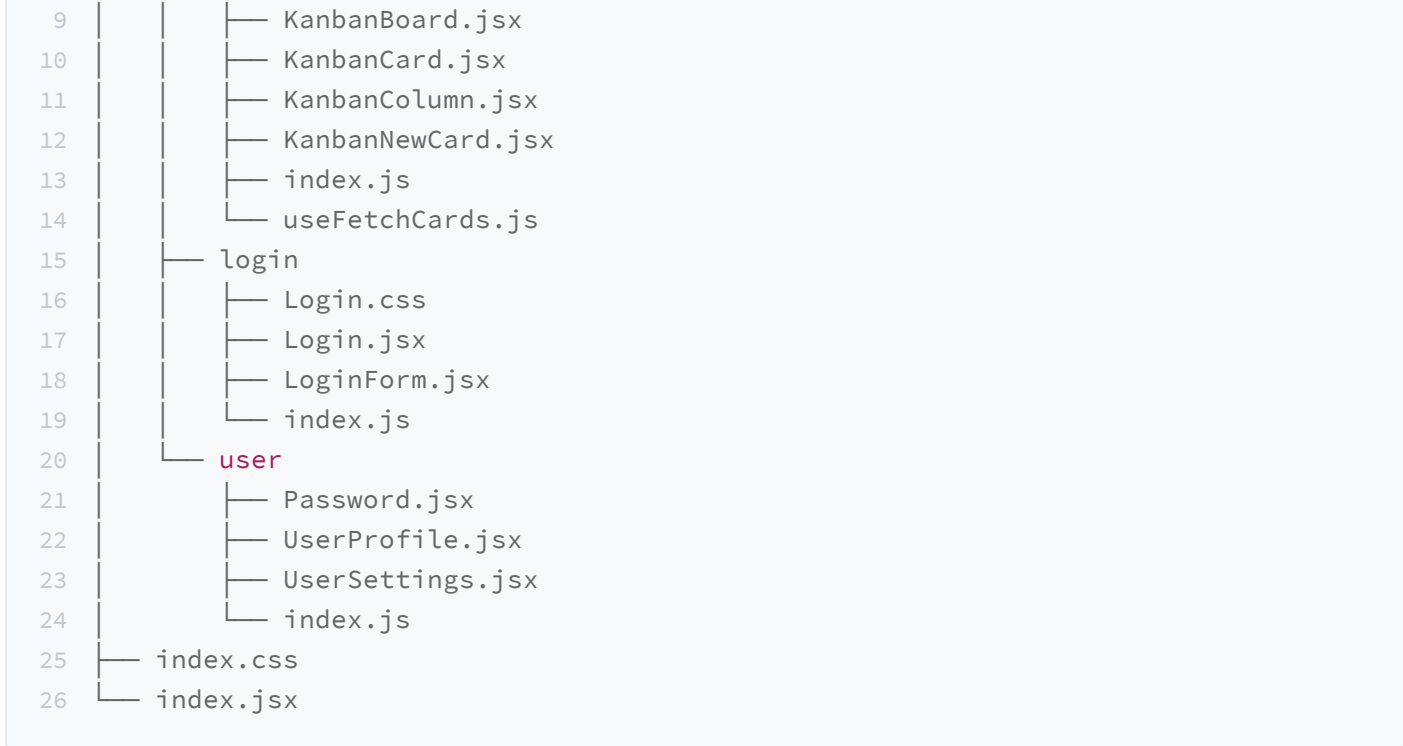 9 │   │   ├── KanbanBoard.jsx
10 │   │   ├── KanbanCard.jsx
11 │   │   ├── KanbanColumn.jsx
12 │   │   ├── KanbanNewCard.jsx
13 │   │   ├── index.js
14 │   │   └── useFetchCards.js
15 │   ├── login
16 │   │   ├── Login.css
17 │   │   ├── Login.jsx
18 │   │   ├── LoginForm.jsx
19 │   │   └── index.js
20 │   └── user
21 │       ├── Password.jsx
22 │       ├── UserProfile.jsx
23 │       ├── UserSettings.jsx
24 │       └── index.js
25 ├── index.css
26 └── index.jsx